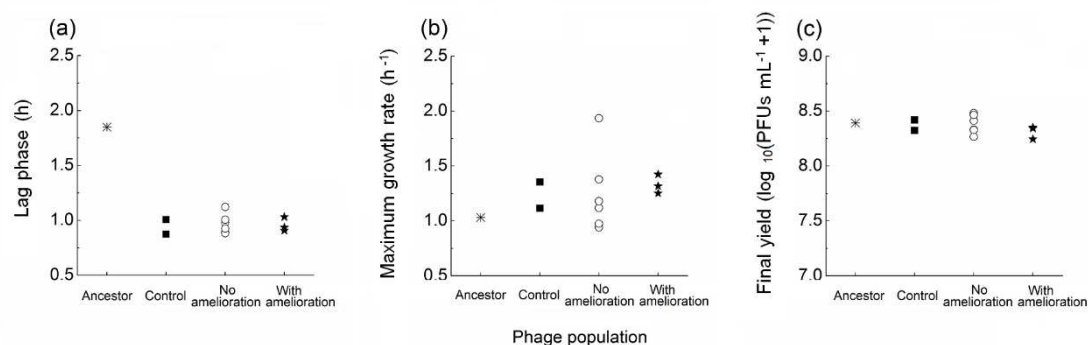 (a)
Lag phase (h)
2.5
2.0
1.5
1.0
0.5
Ancestor
Control
No
amelioration
With
amelioration
(b)
Maximum growth rate (h⁻¹)
2.5
2.0
1.5
1.0
0.5
Ancestor
Control
No
amelioration
With
amelioration
(c)
Final yield (log ₁₀(PFUs mL⁻¹ +1))
9.0
8.5
8.0
7.5
7.0
Ancestor
Control
No
amelioration
With
amelioration
Phage population